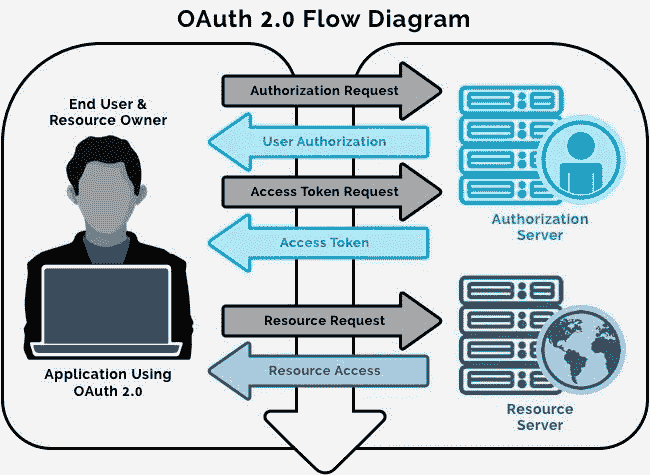 OAuth 2.0 Flow Diagram
End User &
Resource Owner
Authorization Request
User Authorization
Access Token Request
Access Token
Authorization
Server
Resource Request
Resource Access
Application Using
OAuth 2.0
Resource
Server